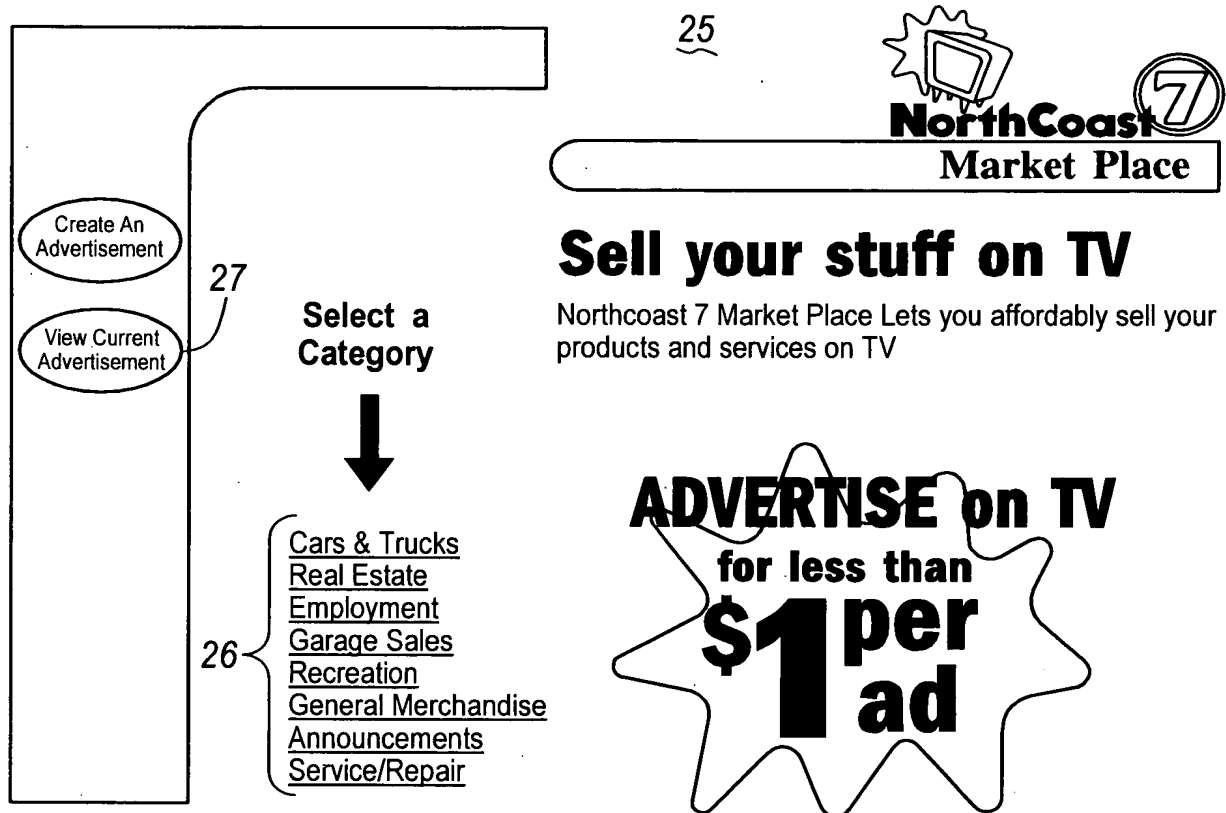 25
7
NorthCoast
Market Place
Create An
Advertisement
27
View Current
Advertisement
Select a
Category
26
Cars & Trucks
Real Estate
Employment
Garage Sales
Recreation
General Merchandise
Announcements
Service/Repair
Sell your stuff on TV
Northcoast 7 Market Place Lets you affordably sell your
products and services on TV
ADVERTISE on TV
for less than
$1 per
ad